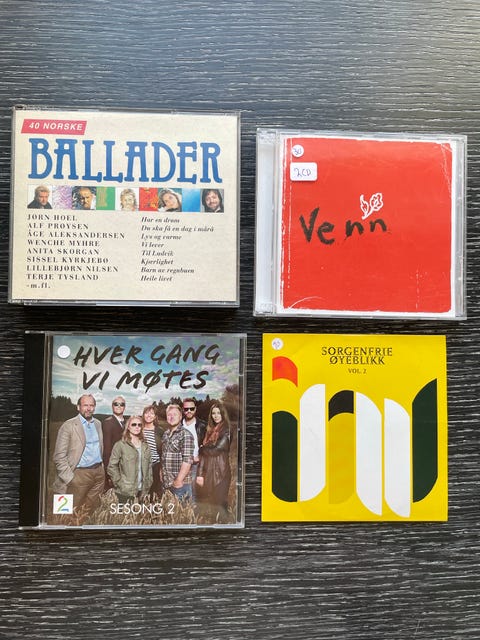 40 NORSKE
BALLADER
JØRN HOEL Har en drøm
ALF PRØYSEN Du ska få en dag i mårå
ÅGE ALEKSANDERSEN Lys og varme
WENCHE MYHRE Vi lever
ANITA SKORGAN Til Ludvik
SISSEL KYRKJEBØ Kjærlighet
LILLEBJØRN NILSEN Barn av regnbuen
TERJE TYSLAND Heile livet
-m.fl.
30
2CD
Venn
HVER GANG
VI MØTES
2
SESONG 2
SORGENFRIE
ØYEBLIKK
VOL. 2